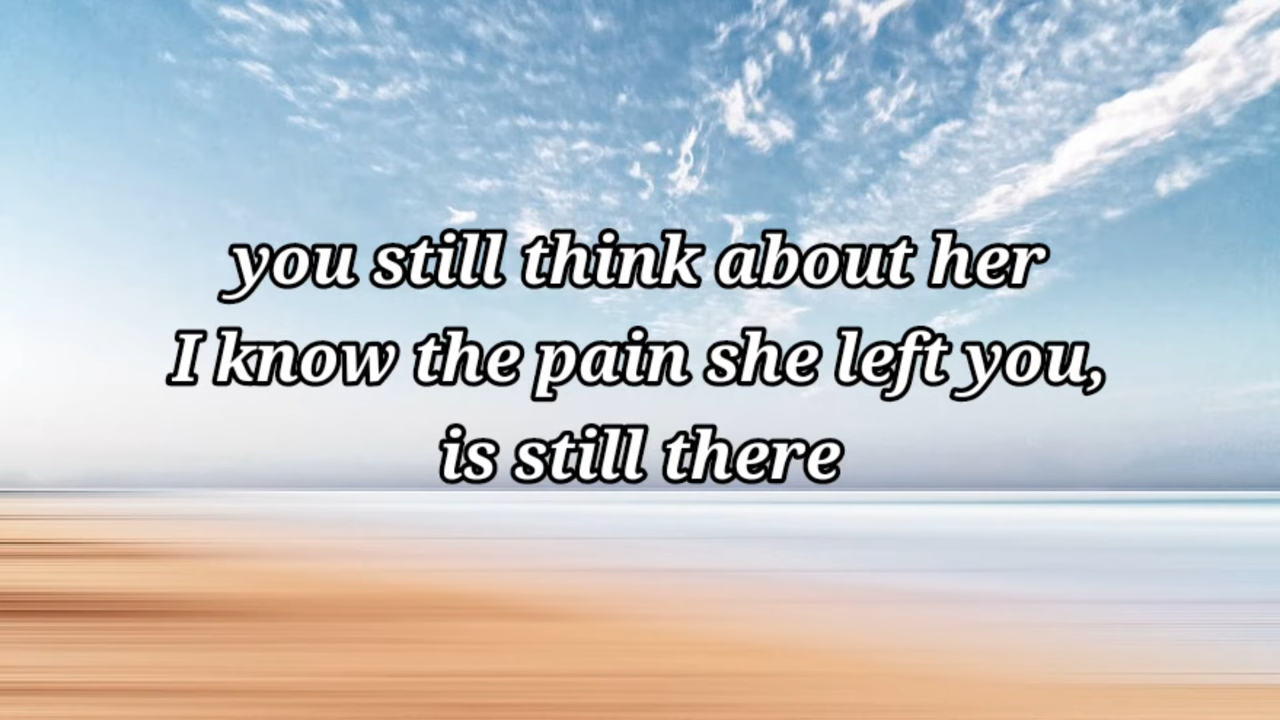 you still think about her
I know the pain she left you,
is still there